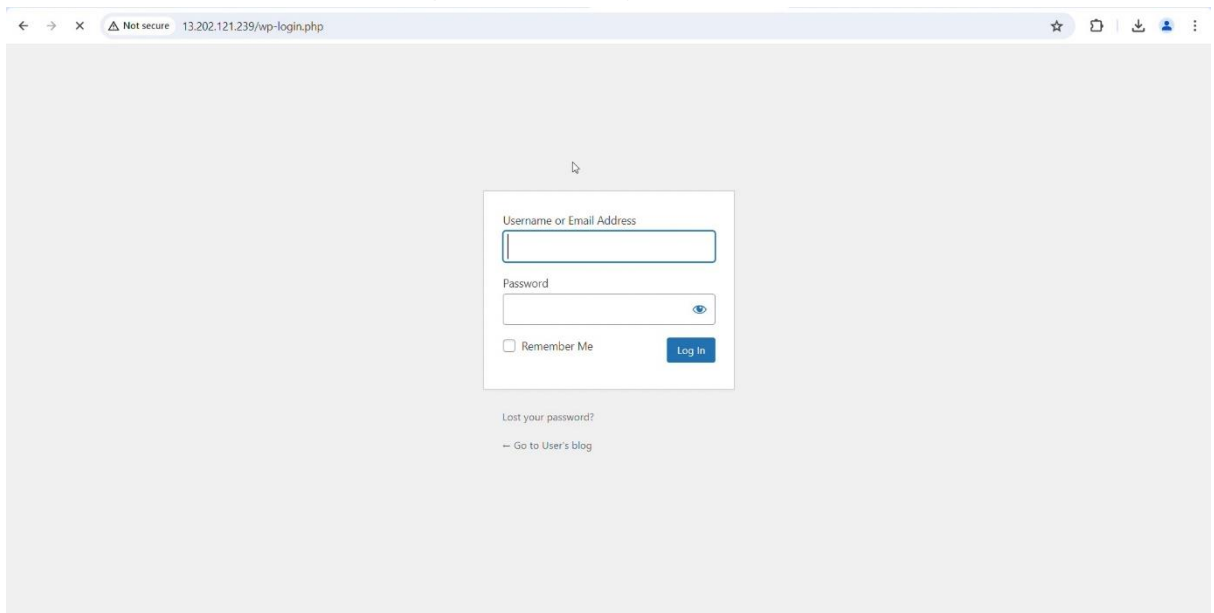 Not secure 13.202.121.239/wp-login.php
Username or Email Address
Password
Remember Me
Log In
Lost your password?
← Go to User's blog